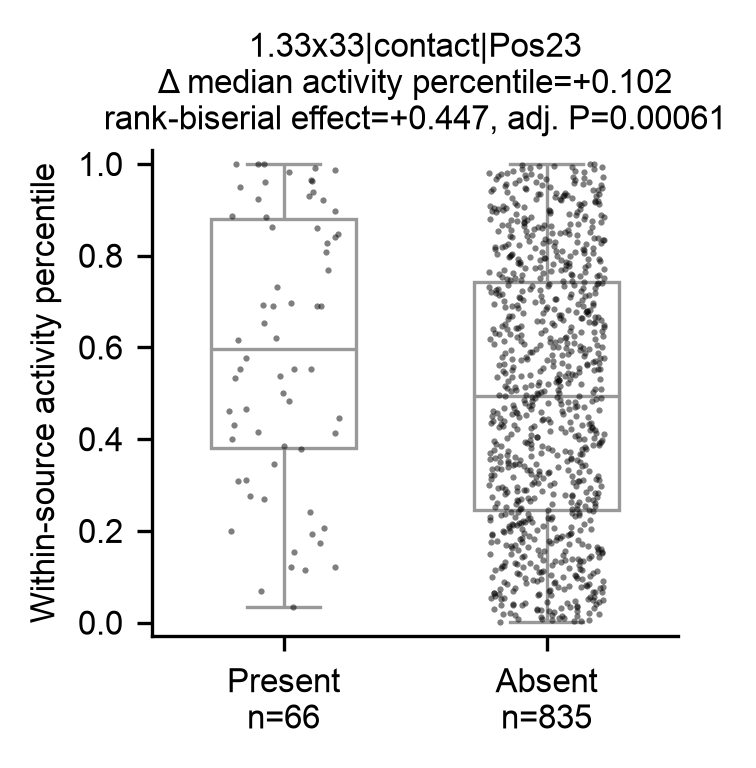 1.33x33|contact|Pos23
Δ median activity percentile=+0.102
rank-biserial effect=+0.447, adj. P=0.00061
Within-source activity percentile
1.0
0.8
0.6
0.4
0.2
0.0
Present
n=66
Absent
n=835